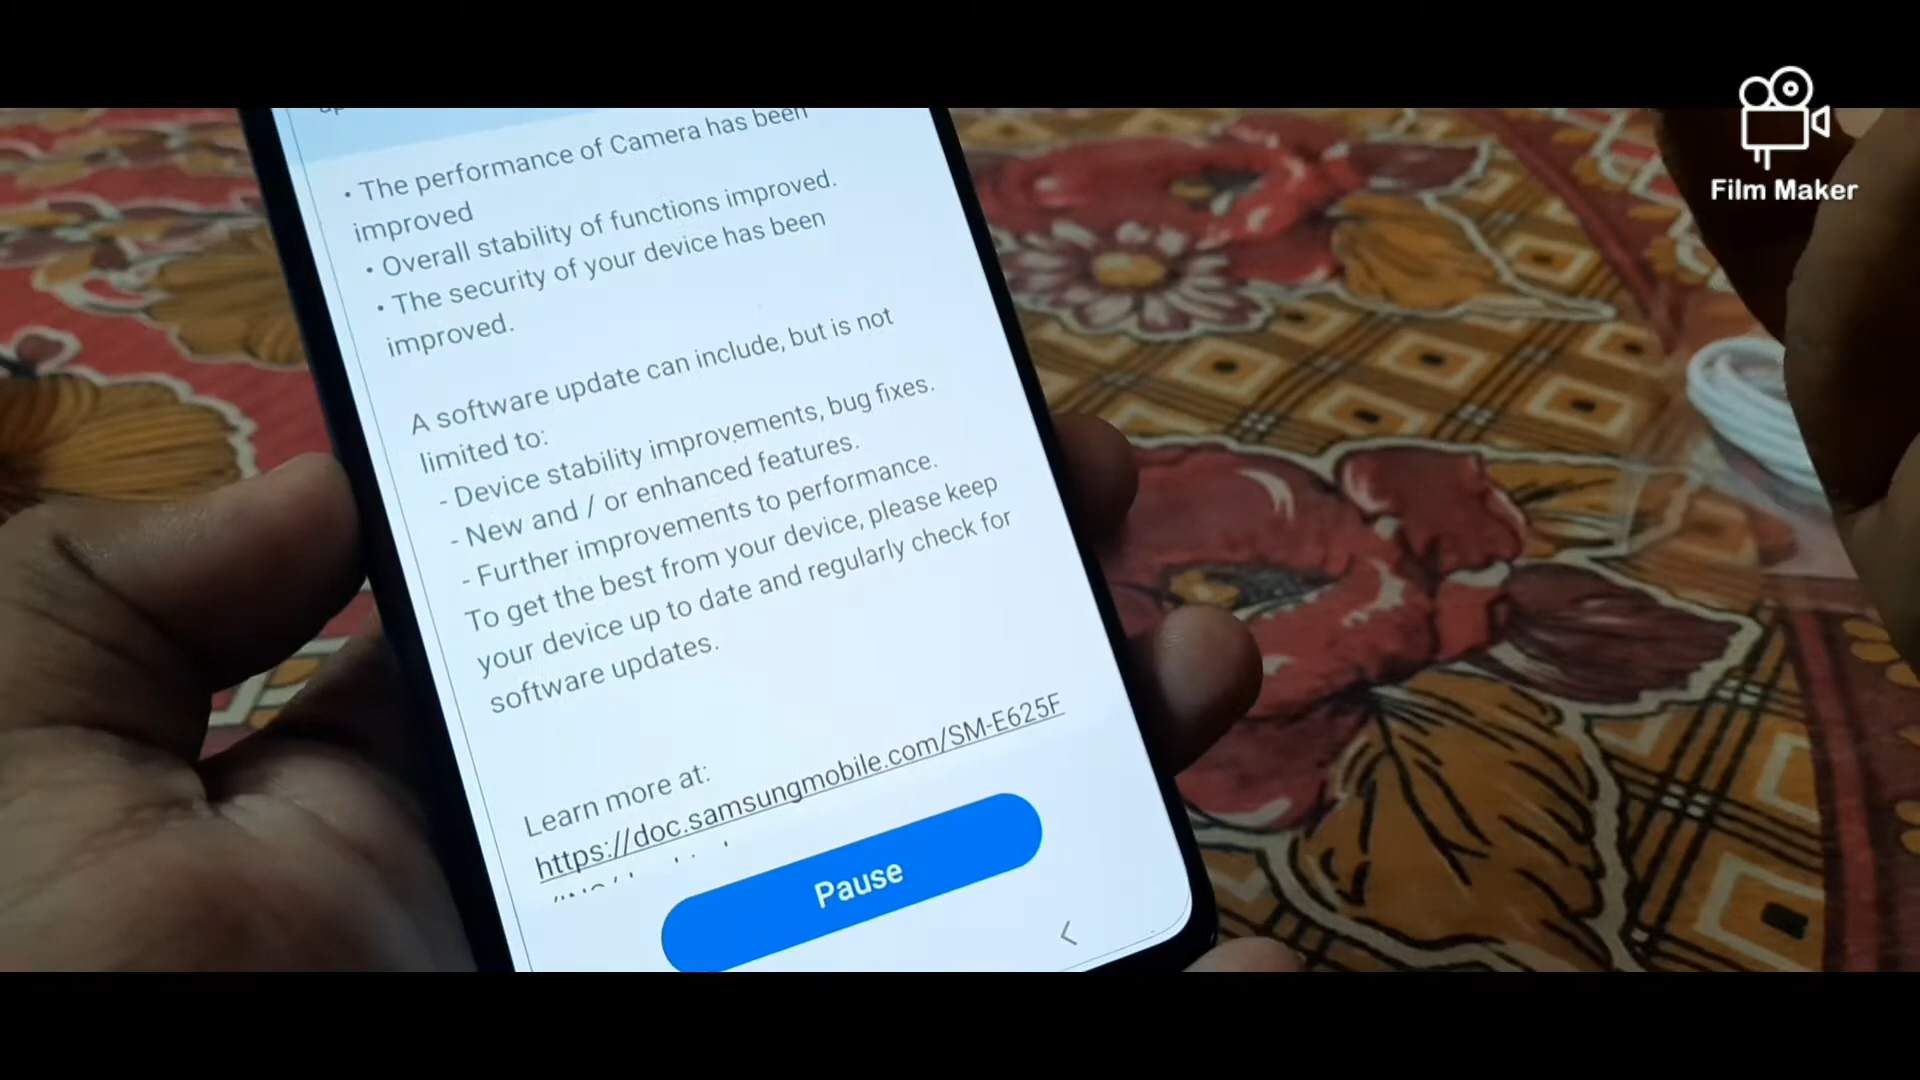 • The performance of Camera has been
improved
• Overall stability of functions improved.
• The security of your device has been
improved.
A software update can include, but is not
limited to:
- Device stability improvements, bug fixes.
- New and / or enhanced features.
- Further improvements to performance.
To get the best from your device, please keep
your device up to date and regularly check for
software updates.
Learn more at:
https://doc.samsungmobile.com/SM-E625F
Pause
Film Maker